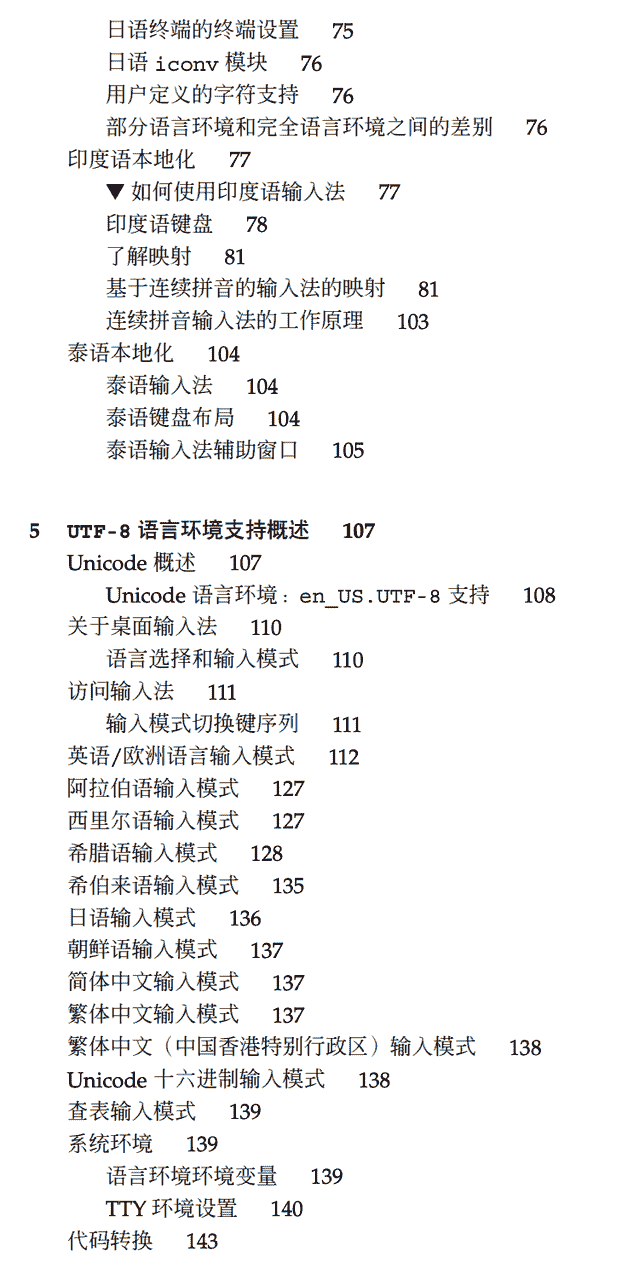 日语终端的终端设置 75
日语 iconv 模块 76
用户定义的字符支持 76
部分语言环境和完全语言环境之间的差别 76
印度语本地化 77
▼ 如何使用印度语输入法 77
印度语键盘 78
了解映射 81
基于连续拼音的输入法的映射 81
连续拼音输入法的工作原理 103
泰语本地化 104
泰语输入法 104
泰语键盘布局 104
泰语输入法辅助窗口 105
5 UTF-8 语言环境支持概述 107
Unicode 概述 107
Unicode 语言环境：en_US.UTF-8 支持 108
关于桌面输入法 110
语言选择和输入模式 110
访问输入法 111
输入模式切换键序列 111
英语/欧洲语言输入模式 112
阿拉伯语输入模式 127
西里尔语输入模式 127
希腊语输入模式 128
希伯来语输入模式 135
日语输入模式 136
朝鲜语输入模式 137
简体中文输入模式 137
繁体中文输入模式 137
繁体中文（中国香港特别行政区）输入模式 138
Unicode 十六进制输入模式 138
查表输入模式 139
系统环境 139
语言环境环境变量 139
TTY 环境设置 140
代码转换 143